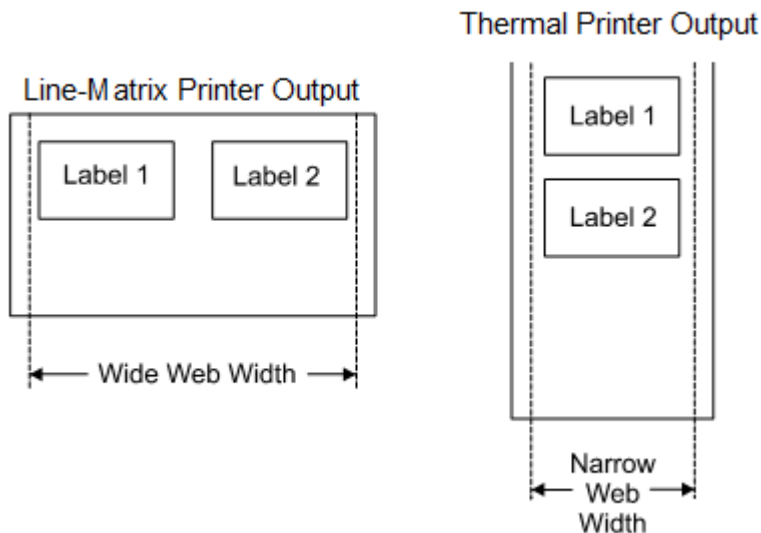 Thermal Printer Output
Line-Matrix Printer Output
Label 1
Label 2
Wide Web Width
Label 1
Label 2
Narrow
Web
Width